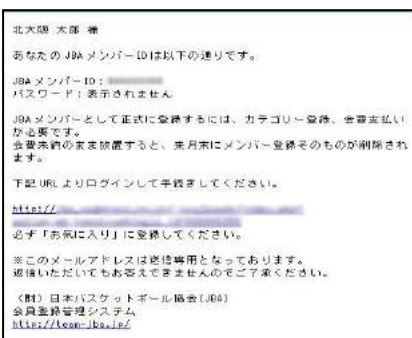 北大阪 太郎 様
あなたの JBA メンバー ID は以下の通りです。
JBA メンバー ID:
パスワード:表示されません
JBA メンバーとして正式に登録するには、カテゴリー登録、会費支払い
が必要です。
会費未納のまま放置すると、来月末にメンバー登録そのものが削除され
ます。
下記 URL よりログインして手続きしてください。
http://
必ず「お気に入り」に登録してください。
※このメールアドレスは送信専用となっております。
返信いただいてもお答えできませんのでご了承ください。
(財)日本バスケットボール協会(JBA)
会員登録管理システム
http://team-jba.jp/